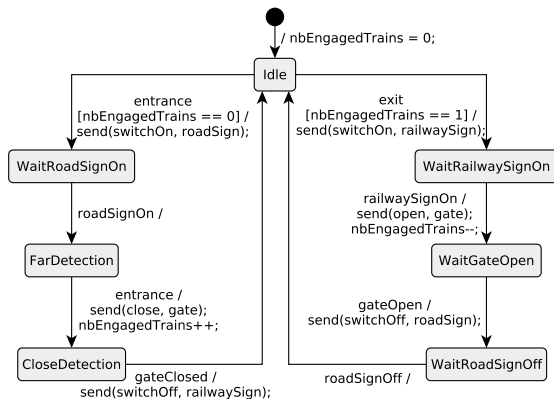 / nbEngagedTrains = 0;
Idle
entrance
[nbEngagedTrains == 0] /
send(switchOn, roadSign);
exit
[nbEngagedTrains == 1] /
send(switchOn, railwaySign);
WaitRoadSignOn
WaitRailwaySignOn
roadSignOn /
railwaySignOn /
send(open, gate);
nbEngagedTrains--;
FarDetection
WaitGateOpen
entrance /
send(close, gate);
nbEngagedTrains++;
gateOpen /
send(switchOff, roadSign);
CloseDetection
WaitRoadSignOff
gateClosed /
send(switchOff, railwaySign);
roadSignOff /